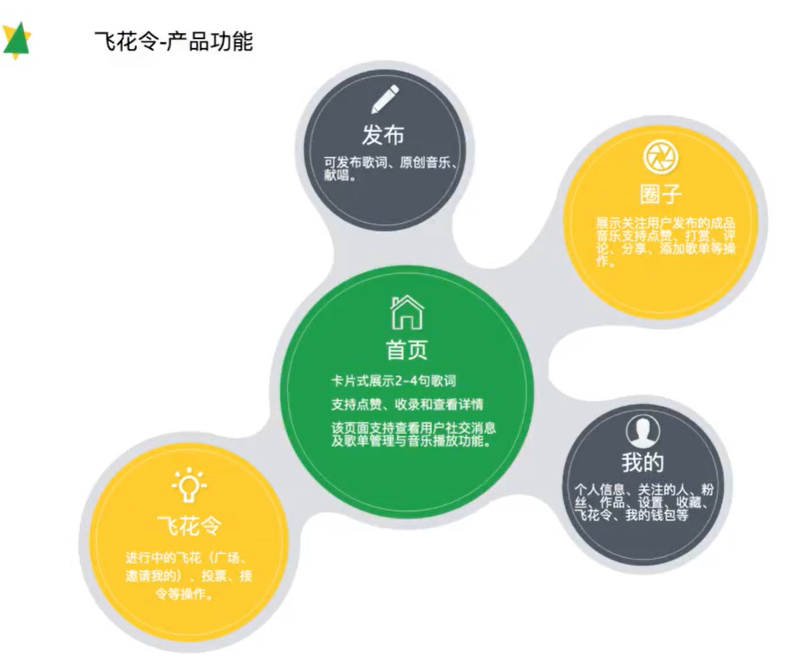 飞花令-产品功能
发布
可发布歌词、原创音乐、
献唱。
圈子
展示关注用户发布的成品
音乐支持点赞、打赏、评
论、分享、添加歌单等操
作。
首页
卡片式展示2-4句歌词
支持点赞、收录和查看详情
该页面支持查看用户社交消息
及歌单管理与音乐播放功能。
我的
个人信息、关注的人、粉
丝、作品、设置、收藏、
飞花令、我的钱包等
飞花令
进行中的飞花（广场、
邀请我的）、投票、接
令等操作。